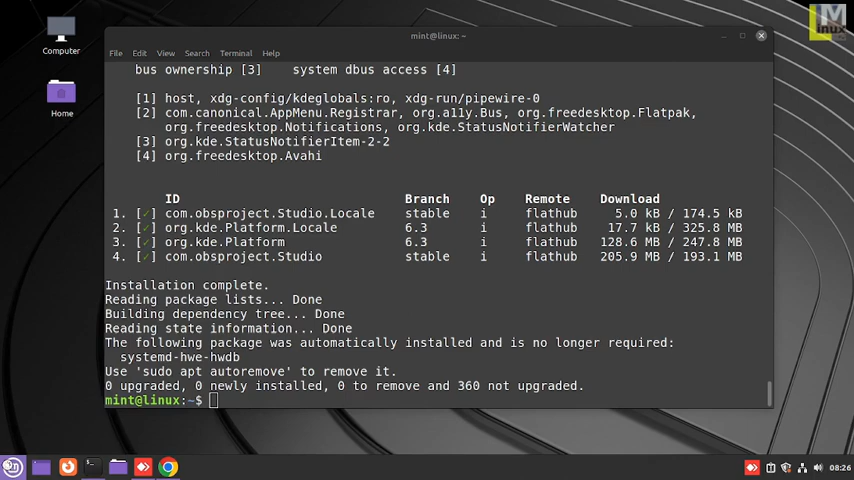 Computer
Home
mint@linux: ~
File Edit View Search Terminal Help
bus ownership [3] system dbus access [4]
[1] host, xdg-config/kdeglobals:ro, xdg-run/pipewire-0
[2] com.canonical.AppMenu.Registrar, org.a11y.Bus, org.freedesktop.Flatpak,
org.freedesktop.Notifications, org.kde.StatusNotifierWatcher
[3] org.kde.StatusNotifierItem-2-2
[4] org.freedesktop.Avahi
ID Branch Op Remote Download
1. [✓] com.obsproject.Studio.Locale stable i flathub 5.0 kB / 174.5 kB
2. [✓] org.kde.Platform.Locale 6.3 i flathub 17.7 kB / 325.8 MB
3. [✓] org.kde.Platform 6.3 i flathub 128.6 MB / 247.8 MB
4. [✓] com.obsproject.Studio stable i flathub 205.9 MB / 193.1 MB
Installation complete.
Reading package lists... Done
Building dependency tree... Done
Reading state information... Done
The following package was automatically installed and is no longer required:
systemd-hwe-hwdb
Use 'sudo apt autoremove' to remove it.
0 upgraded, 0 newly installed, 0 to remove and 360 not upgraded.
mint@linux:~$
08:26